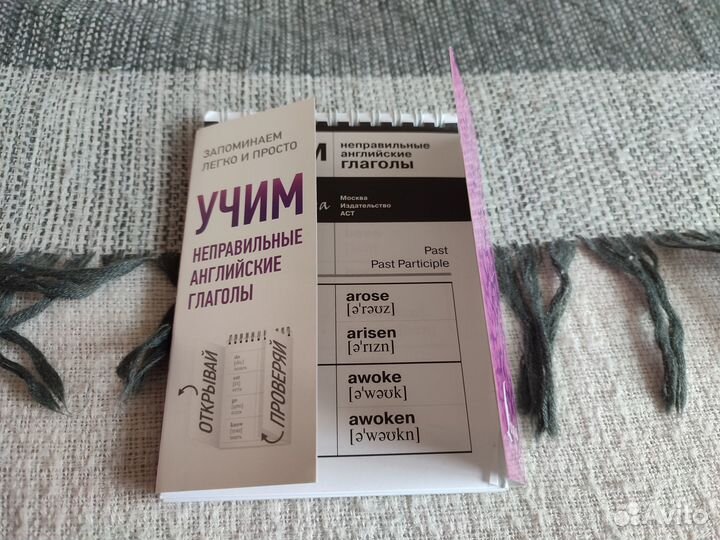 ЗАПОМИНАЕМ
ЛЕГКО И ПРОСТО
УЧИМ
НЕПРАВИЛЬНЫЕ
АНГЛИЙСКИЕ
ГЛАГОЛЫ
ОТКРЫВАЙ
ПРОВЕРЯЙ
неправильные
английские
ГЛАГОЛЫ
Москва
Издательство
АСТ
Past
Past Participle
arose
[ə'rəʊz]
arisen
[ə'rɪzn]
awoke
[ə'wəʊk]
awoken
[ə'wəʊkn]
Avito